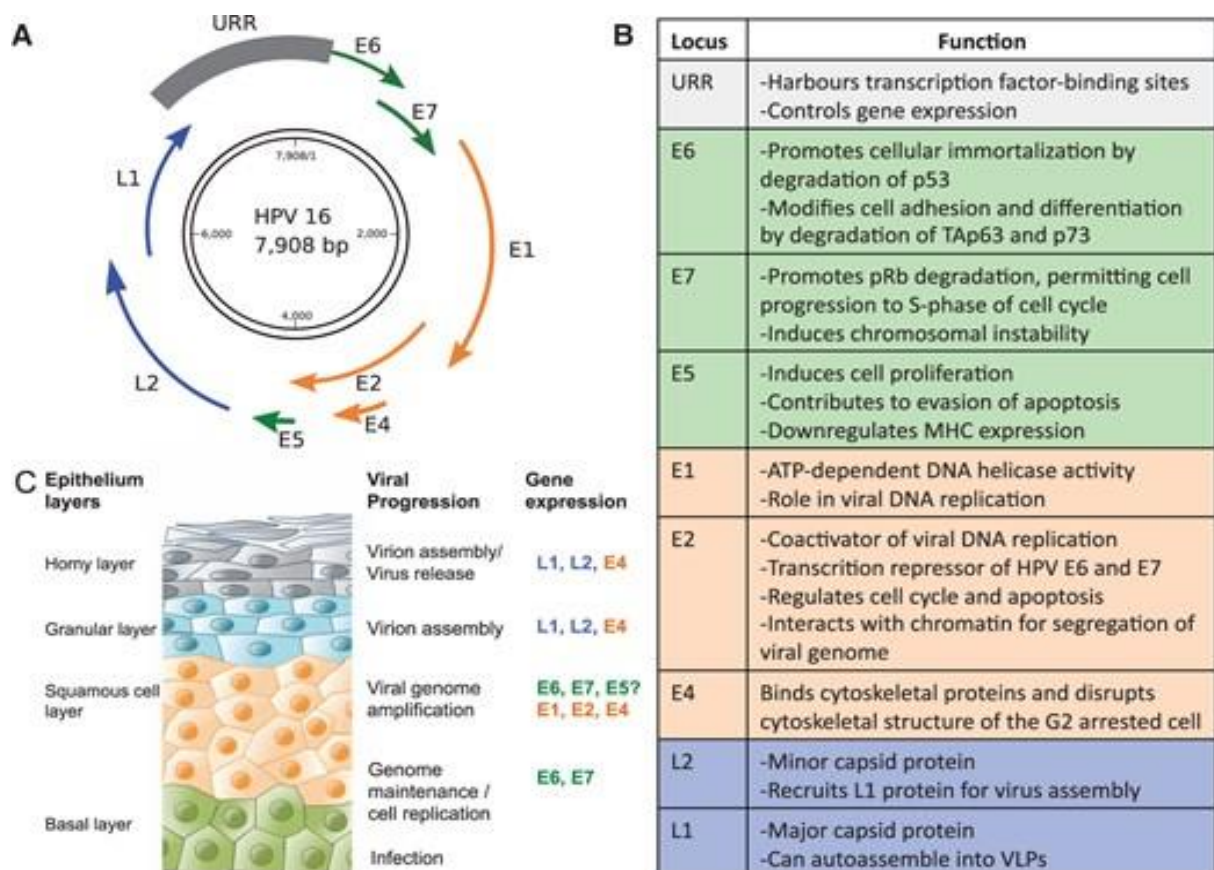 A
URR
E6
E7
L1
7,908/1
HPV 16
7,908 bp
6,000
2,000
E1
4,000
L2
E2
E4
E5
B
Locus
Function
URR
-Harbours transcription factor-binding sites
-Controls gene expression
E6
-Promotes cellular immortalization by
degradation of p53
-Modifies cell adhesion and differentiation
by degradation of TAp63 and p73
E7
-Promotes pRb degradation, permitting cell
progression to S-phase of cell cycle
-Induces chromosomal instability
E5
-Induces cell proliferation
-Contributes to evasion of apoptosis
-Downregulates MHC expression
E1
-ATP-dependent DNA helicase activity
-Role in viral DNA replication
E2
-Coactivator of viral DNA replication
-Transcrition repressor of HPV E6 and E7
-Regulates cell cycle and apoptosis
-Interacts with chromatin for segregation of
viral genome
E4
Binds cytoskeletal proteins and disrupts
cytoskeletal structure of the G2 arrested cell
L2
-Minor capsid protein
-Recruits L1 protein for virus assembly
L1
-Major capsid protein
-Can autoassemble into VLPs
C
Epithelium
layers
Viral
Progression
Gene
expression
Horny layer
Virion assembly/
Virus release
L1, L2, E4
Granular layer
Virion assembly
L1, L2, E4
Squamous cell
layer
Viral genome
amplification
E6, E7, E5?
E1, E2, E4
Genome
maintenance /
cell replication
E6, E7
Basal layer
Infection